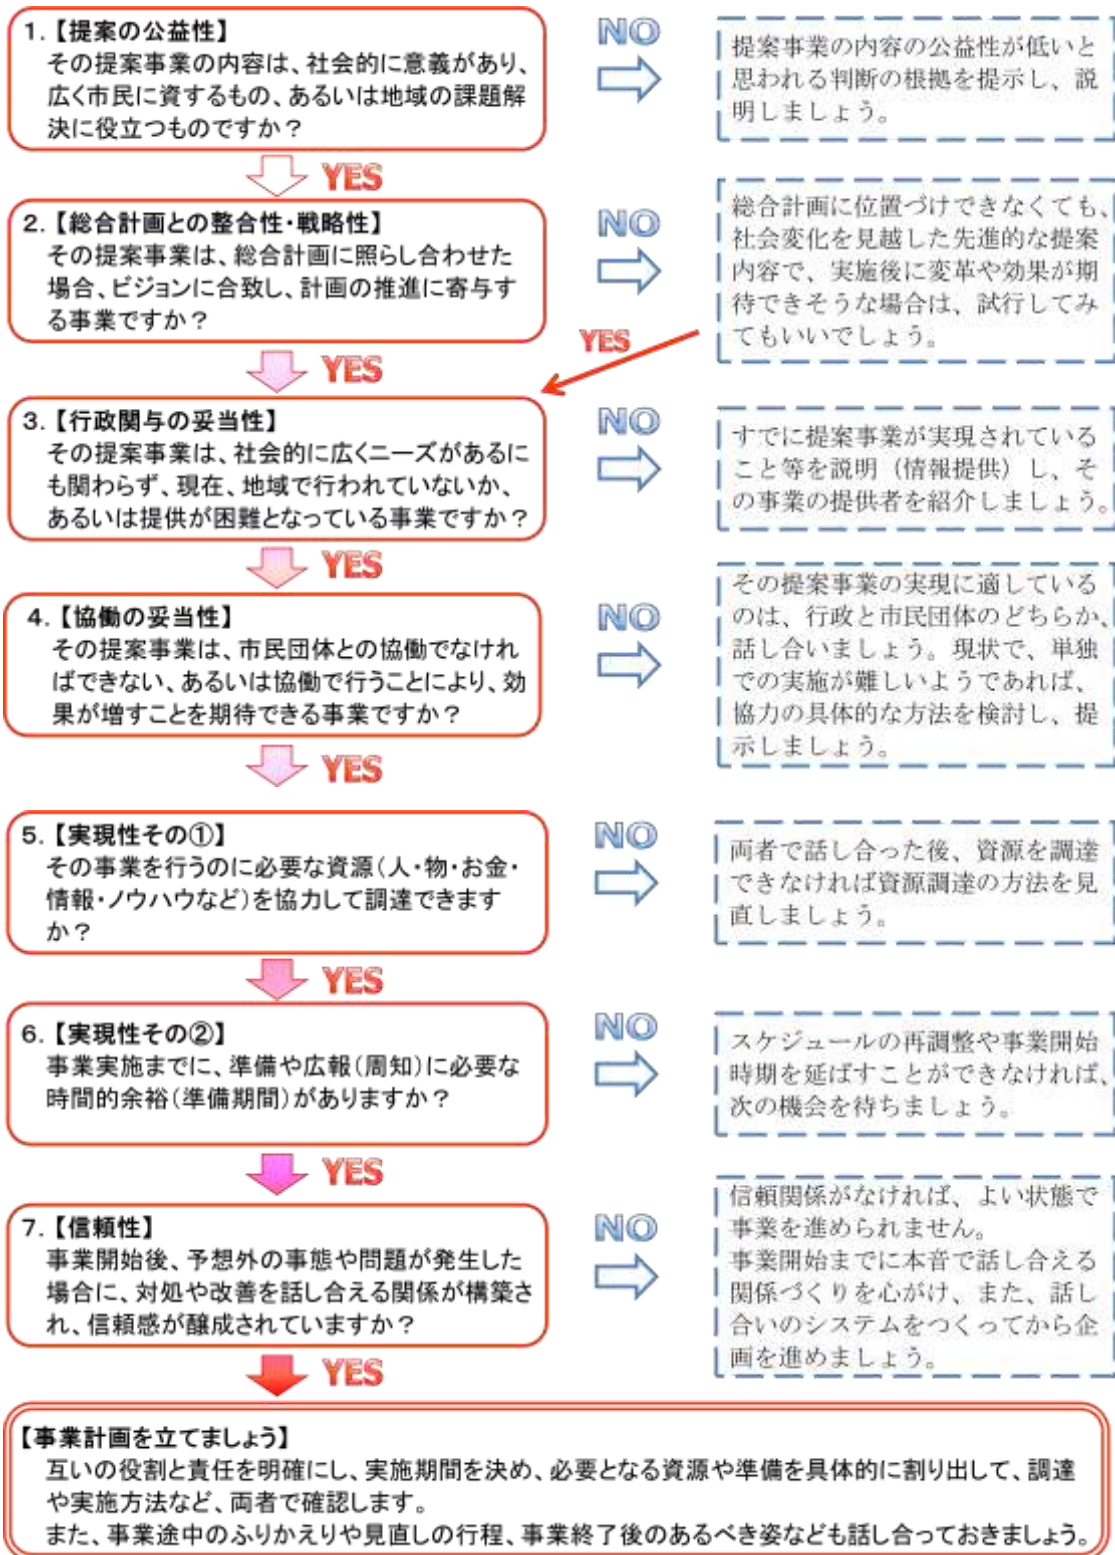 1.【提案の公益性】
その提案事業の内容は、社会的に意義があり、
広く市民に資するもの、あるいは地域の課題解
決に役立つものですか？
NO
提案事業の内容の公益性が低いと
思われる判断の根拠を提示し、説
明しましょう。
YES
2.【総合計画との整合性・戦略性】
その提案事業は、総合計画に照らし合わせた
場合、ビジョンに合致し、計画の推進に寄与す
る事業ですか？
NO
総合計画に位置づけできなくても、
社会変化を見越した先進的な提案
内容で、実施後に変革や効果が期
待できそうな場合は、試行してみ
てもいいでしょう。
YES
YES
3.【行政関与の妥当性】
その提案事業は、社会的に広くニーズがあるに
も関わらず、現在、地域で行われていないか、
あるいは提供が困難となっている事業ですか？
NO
すでに提案事業が実現されている
こと等を説明（情報提供）し、そ
の事業の提供者を紹介しましょう。
YES
4.【協働の妥当性】
その提案事業は、市民団体との協働でなけれ
ばできない、あるいは協働で行うことにより、効
果が増すことを期待できる事業ですか？
NO
その提案事業の実現に適している
のは、行政と市民団体のどちらか、
話し合いましょう。現状で、単独
での実施が難しいようであれば、
協力の具体的な方法を検討し、提
示しましょう。
YES
5.【実現性その①】
その事業を行うのに必要な資源（人・物・お金・
情報・ノウハウなど）を協力して調達できます
か？
NO
両者で話し合った後、資源を調達
できなければ資源調達の方法を見
直しましょう。
YES
6.【実現性その②】
事業実施までに、準備や広報（周知）に必要な
時間的余裕（準備期間）がありますか？
NO
スケジュールの再調整や事業開始
時期を延ばすことができなければ、
次の機会を待ちましょう。
YES
7.【信頼性】
事業開始後、予想外の事態や問題が発生した
場合に、対処や改善を話し合える関係が構築さ
れ、信頼感が醸成されていますか？
NO
信頼関係がなければ、よい状態で
事業を進められません。
事業開始までに本音で話し合える
関係づくりを心がけ、また、話し
合いのシステムをつくってから企
画を進めましょう。
YES
【事業計画を立てましょう】
互いの役割と責任を明確にし、実施期間を決め、必要となる資源や準備を具体的に割り出して、調達
や実施方法など、両者で確認します。
また、事業途中のふりかえりや見直しの行程、事業終了後のあるべき姿なども話し合っておきましょう。